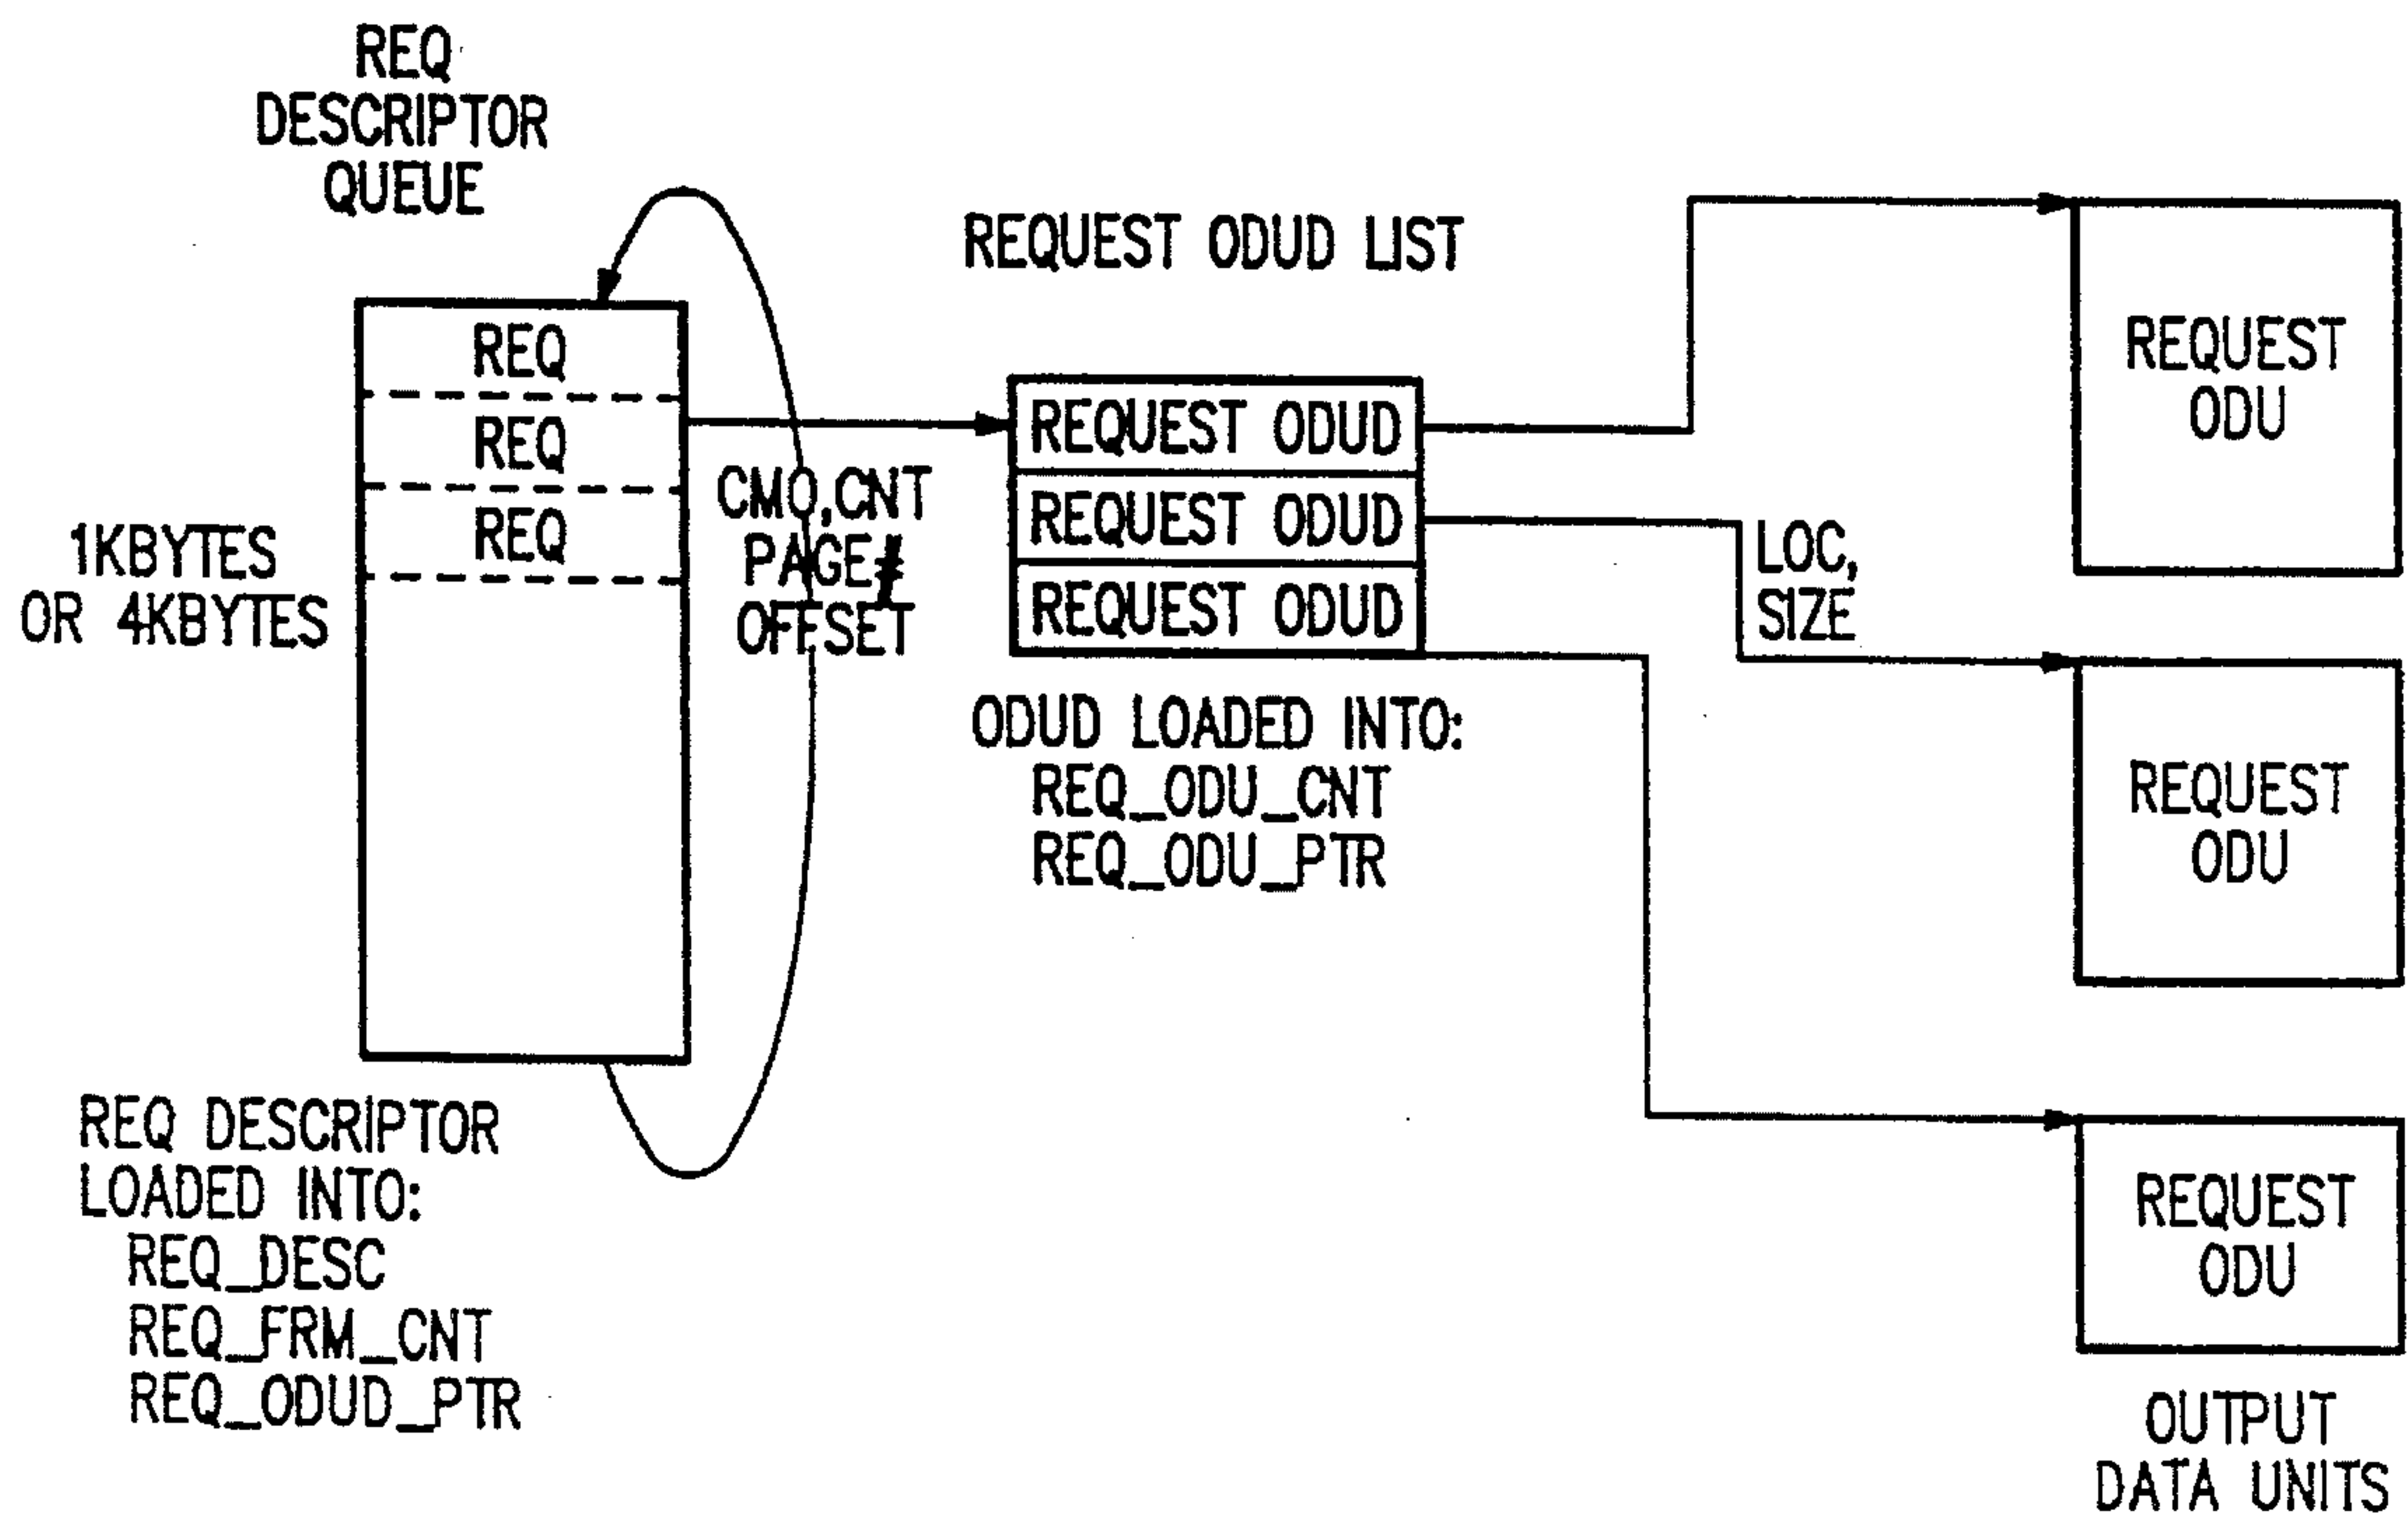 REQ
DESCRIPTOR
QUEUE
REQ
REQ
REQ
1KBYTES
OR 4KBYTES
CMO,CNT
PAGE#
OFFSET
REQ DESCRIPTOR
LOADED INTO:
REQ_DESC
REQ_FRM_CNT
REQ_ODUD_PTR
REQUEST ODUD LIST
REQUEST ODUD
REQUEST ODUD
REQUEST ODUD
ODUD LOADED INTO:
REQ_ODU_CNT
REQ_ODU_PTR
LOC,
SIZE
REQUEST
ODU
REQUEST
ODU
REQUEST
ODU
OUTPUT
DATA UNITS